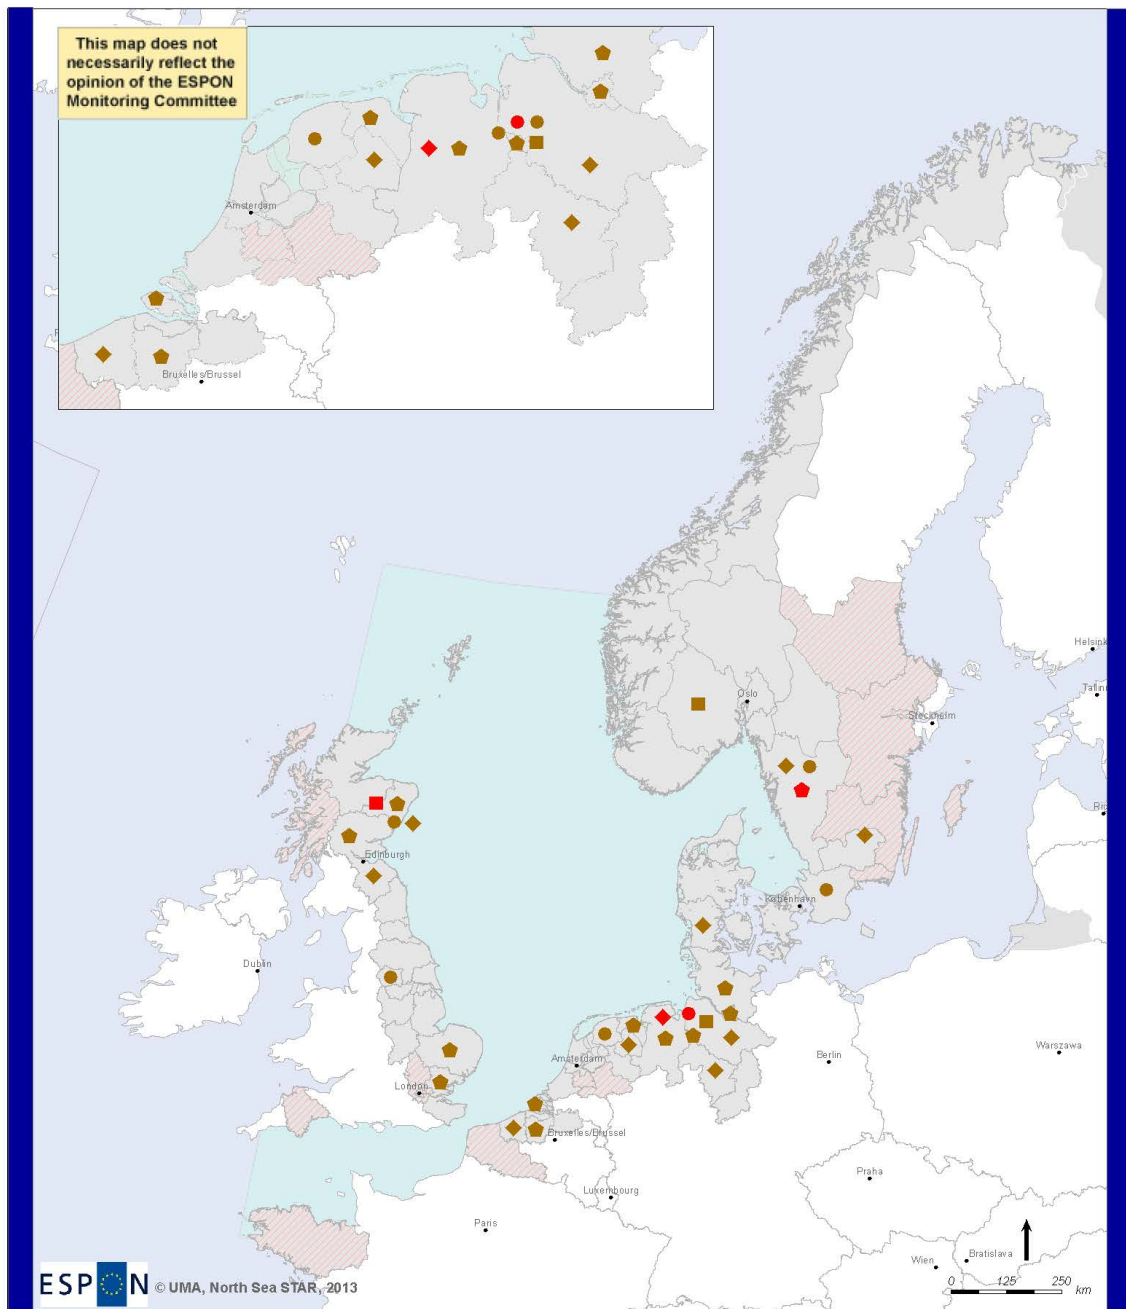 This map does not
necessarily reflect the
opinion of the ESPON
Monitoring Committee
Amsterdam
Bruxelles/Brussel
Helsink
Tallinn
Oslo
Stockholm
Edinburgh
København
Dublin
Amsterdam
Berlin
Warszawa
London
Bruxelles/Brussel
Praha
Luxembourg
Paris
Wien
Bratislava
ESPON
© UMA, North Sea STAR, 2013
0 125 250
km